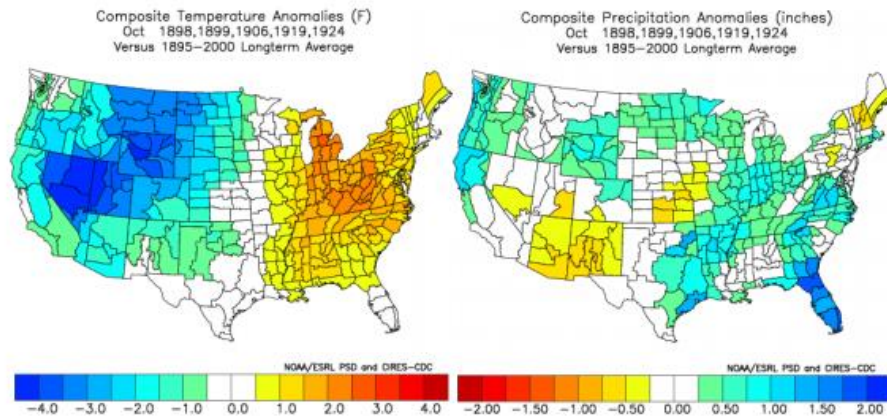 Composite Temperature Anomalies (F)
Oct 1898,1899,1906,1919,1924
Versus 1895-2000 Longterm Average
NOAA/ESRL PSD and CIRES-CDC
-4.0 -3.0 -2.0 -1.0 0.0 1.0 2.0 3.0 4.0
Composite Precipitation Anomalies (inches)
Oct 1898,1899,1906,1919,1924
Versus 1895-2000 Longterm Average
NOAA/ESRL PSD and CIRES-CDC
-2.00 -1.50 -1.00 -0.50 0.00 0.50 1.00 1.50 2.00